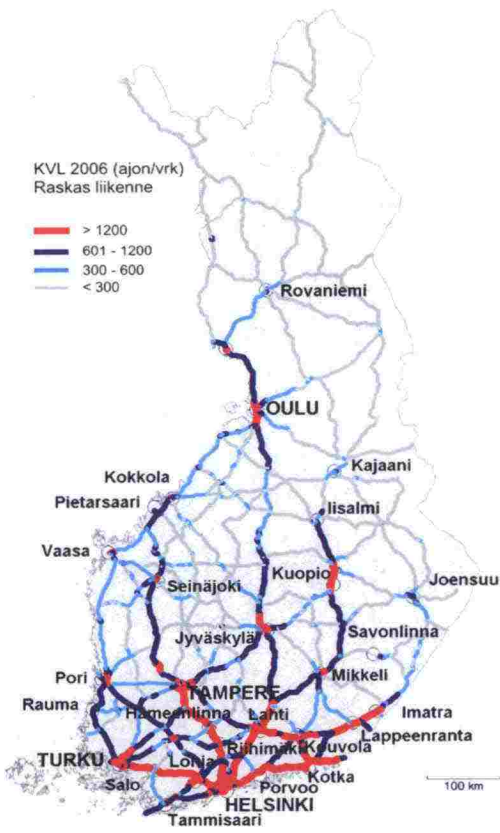 KVL 2006 (ajon/vrk)
Raskas liikenne
> 1200
601 - 1200
300 - 600
< 300
Rovaniemi
OULU
Kajaani
Kokkola
Pietarsaari
Iisalmi
Vaasa
Seinäjoki
Kuopio
Joensuu
Jyväskylä
Savonlinna
Pori
TAMPERE
Mikkeli
Rauma
Hämeenlinna
Lahti
Imatra
Lappeenranta
TURKU
Lohja
Riihimäki
Kouvola
Salo
Porvoo
Kotka
HELSINKI
Tammisaari
100 km